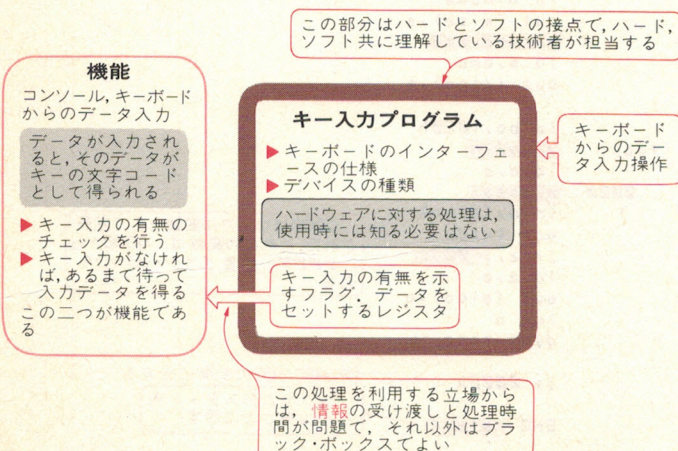 この部分はハードとソフトの接点で，ハード，
ソフト共に理解している技術者が担当する
機能
コンソール，キーボード
からのデータ入力
データが入力され
ると，そのデータが
キーの文字コード
として得られる
▶キー入力の有無の
チェックを行う
▶キー入力がなけれ
ば，あるまで待って
入力データを得る
この二つが機能であ
る
キー入力プログラム
▶キーボードのインターフェ
ースの仕様
▶デバイスの種類
ハードウェアに対する処理は，
使用時には知る必要はない
キー入力の有無を示
すフラグ．データを
セットするレジスタ
キーボード
からのデー
タ入力操作
この処理を利用する立場から
は，情報の受け渡しと処理時
間が問題で，それ以外はブラ
ック・ボックスでよい